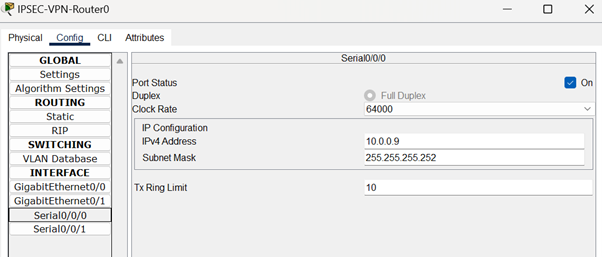 IPSEC-VPN-Router0
Physical Config CLI Attributes
GLOBAL
Settings
Algorithm Settings
ROUTING
Static
RIP
SWITCHING
VLAN Database
INTERFACE
GigabitEthernet0/0
GigabitEthernet0/1
Serial0/0/0
Serial0/0/1
Serial0/0/0
Port Status On
Duplex Full Duplex
Clock Rate 64000
IP Configuration
IPv4 Address 10.0.0.9
Subnet Mask 255.255.255.252
Tx Ring Limit 10